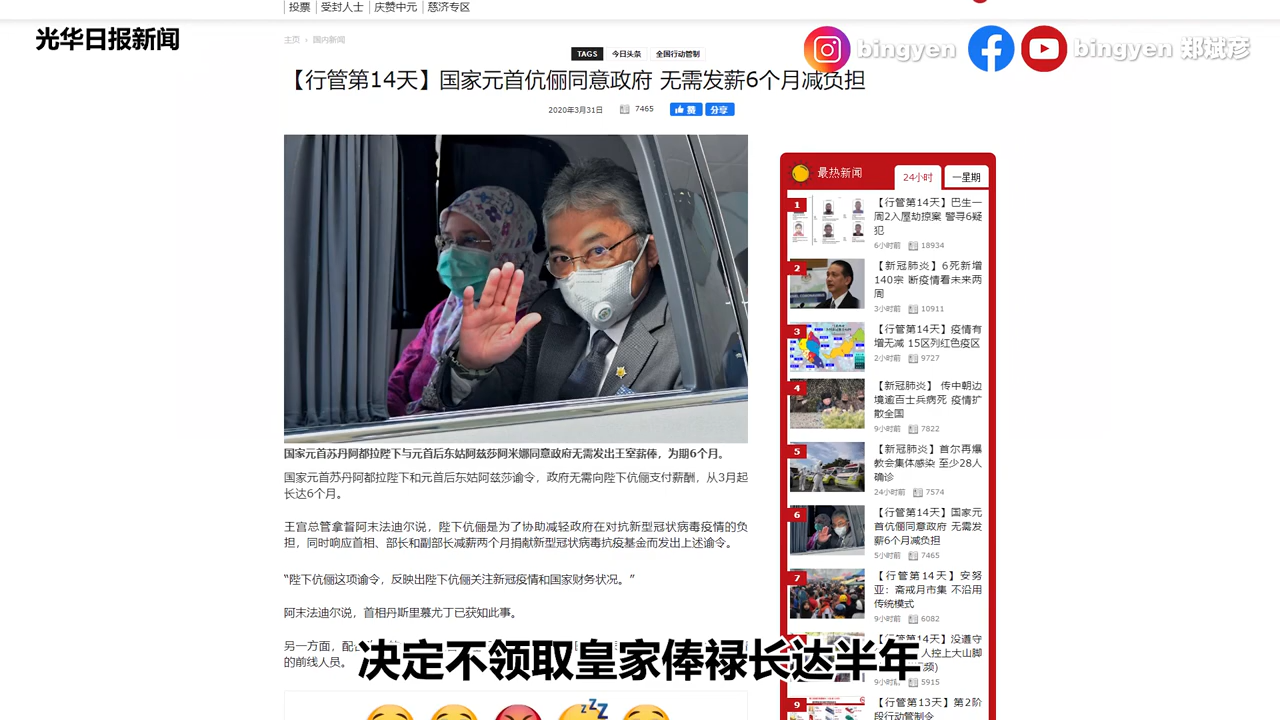 投票 受封人士 庆赞中元 慈济专区
光华日报新闻
bingyen
bingyen 郑斌彦
主页 › 国内新闻
TAGS 今日头条 全国行动管制
【行管第14天】国家元首伉俪同意政府 无需发薪6个月减负担
2020年3月31日 7465 赞 分享
国家元首苏丹阿都拉陛下与元首后东姑阿兹莎阿米娜同意政府无需发出王室薪俸，为期6个月。
国家元首苏丹阿都拉陛下和元首后东姑阿兹莎谕令，政府无需向陛下伉俪支付薪酬，从3月起
长达6个月。
王宫总管拿督阿末法迪尔说，陛下伉俪是为了协助减轻政府在对抗新型冠状病毒疫情的负
担，同时响应首相、部长和副部长减薪两个月捐献新型冠状病毒抗疫基金而发出上述谕令。
“陛下伉俪这项谕令，反映出陛下伉俪关注新冠疫情和国家财务状况。”
阿末法迪尔说，首相丹斯里慕尤丁已获知此事。
另一方面，配
的前线人员。
决定不领取皇家俸禄长达半年
最热新闻 24小时 一星期
1
【行管第14天】巴生一
周2入屋劫掠案 警寻6疑
犯
6小时前 18934
2
【新冠肺炎】6死新增
140宗 断疫情看未来两
周
3小时前 10911
3
【行管第14天】疫情有
增无减 15区列红色疫区
2小时前 9727
4
【新冠肺炎】 传中朝边
境逾百士兵病死 疫情扩
散全国
9小时前 7822
5
【新冠肺炎】首尔再爆
教会集体感染 至少28人
确诊
24小时前 7574
6
【行管第14天】国家元
首伉俪同意政府 无需发
薪6个月减负担
5小时前 7465
7
【行管第14天】安努
亚：斋戒月市集 不沿用
传统模式
9小时前 6082
【行管第14天】没遵守
人控上大山脚
频)
9小时前 5915
9
【行管第13天】第2阶
段行动管制令